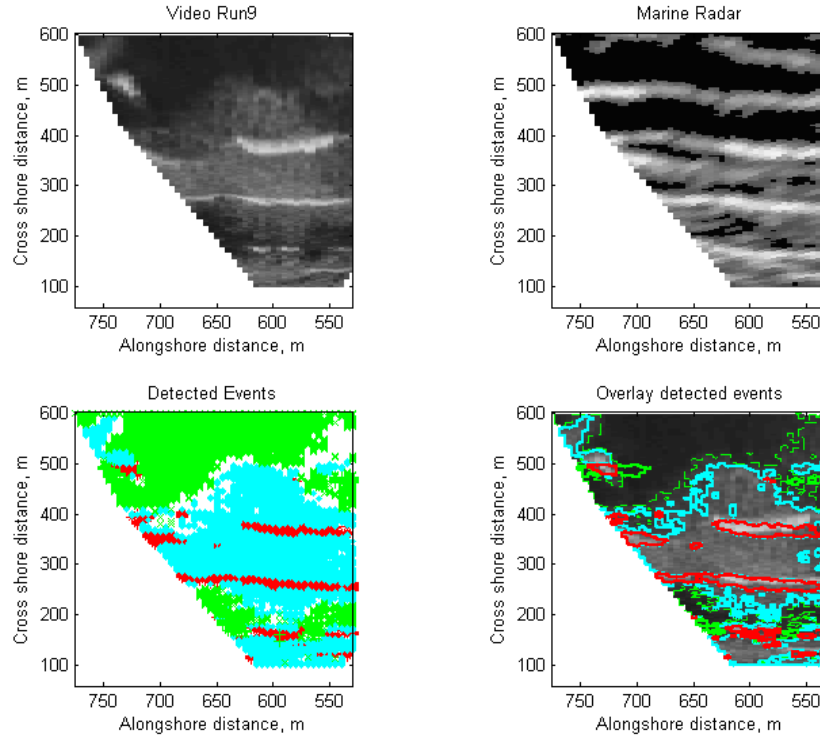 Video Run9
Marine Radar
600
500
400
300
200
100
Cross shore distance, m
750 700 650 600 550
Alongshore distance, m
600
500
400
300
200
100
Cross shore distance, m
750 700 650 600 550
Alongshore distance, m
Detected Events
Overlay detected events
600
500
400
300
200
100
Cross shore distance, m
750 700 650 600 550
Alongshore distance, m
600
500
400
300
200
100
Cross shore distance, m
750 700 650 600 550
Alongshore distance, m